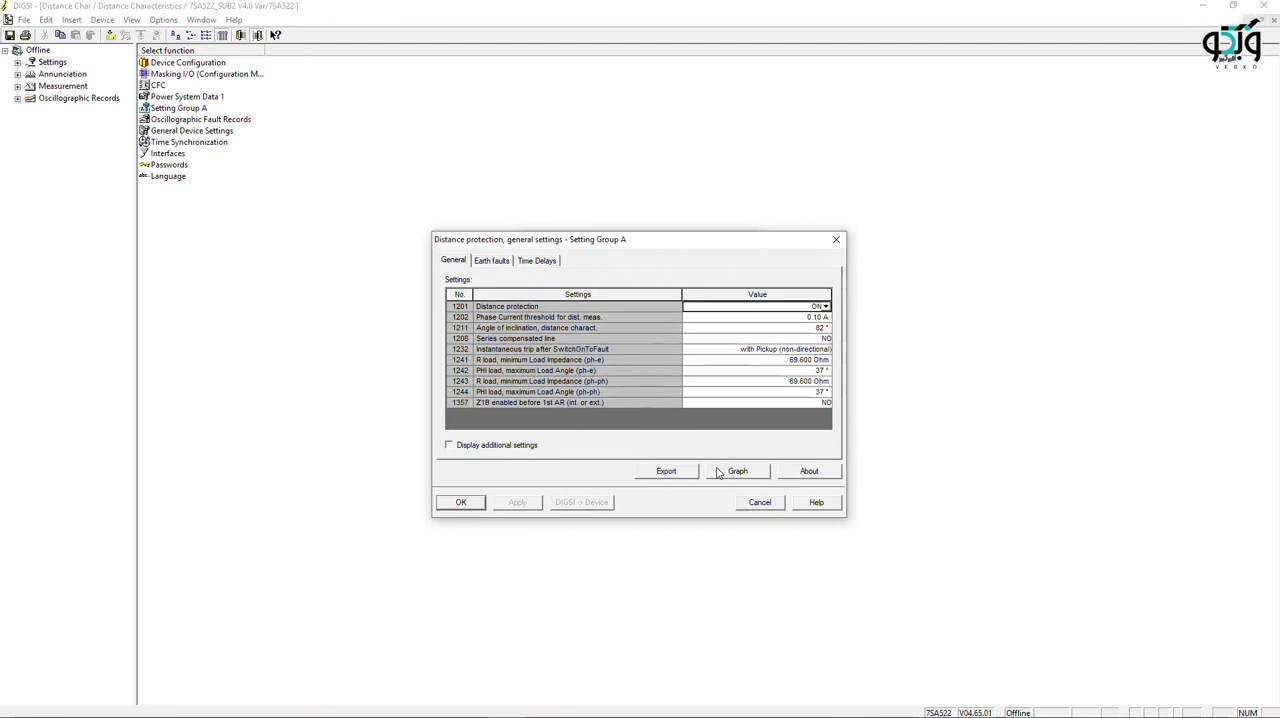 DIGSI - [Distance Char / Distance Characteristics / 7SA522_SUB2 V4.6 Var/7SA522 ]
File Edit Insert Device View Options Window Help
Offline
Settings
Annunciation
Measurement
Oscillographic Records
Select function
Device Configuration
Masking I/O (Configuration M...
CFC
Power System Data 1
Setting Group A
Oscillographic Fault Records
General Device Settings
Time Synchronization
Interfaces
Passwords
abc- Language
وبکو
VEBKO
Distance protection, general settings - Setting Group A
General Earth faults Time Delays
Settings:
No. Settings Value
1201 Distance protection ON
1202 Phase Current threshold for dist. meas. 0.10 A
1211 Angle of inclination, distance charact. 82 °
1208 Series compensated line NO
1232 Instantaneous trip after SwitchOnToFault with Pickup (non-directional)
1241 R load, minimum Load Impedance (ph-e) 69.600 Ohm
1242 PHI load, maximum Load Angle (ph-e) 37 °
1243 R load, minimum Load Impedance (ph-ph) 69.600 Ohm
1244 PHI load, maximum Load Angle (ph-ph) 37 °
1357 Z1B enabled before 1st AR (int. or ext.) NO
Display additional settings
Export Graph About
OK Apply DIGSI -> Device Cancel Help
7SA522 V04.65.01 Offline NUM